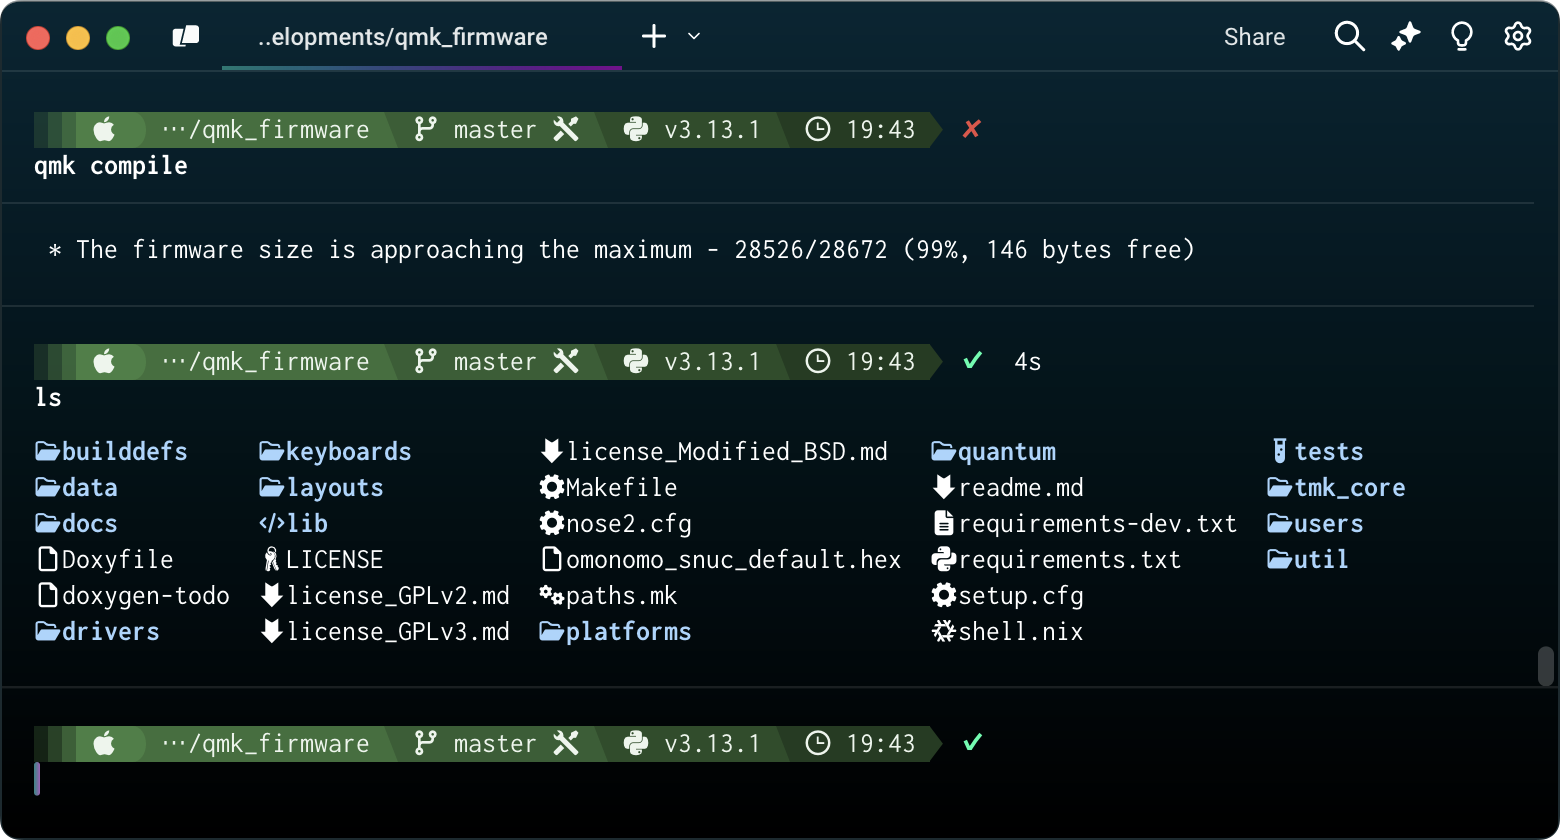 ..elopments/qmk_firmware
Share
···/qmk_firmware master v3.13.1 19:43 ✘
qmk compile
* The firmware size is approaching the maximum - 28526/28672 (99%, 146 bytes free)
···/qmk_firmware master v3.13.1 19:43 ✔ 4s
ls
builddefs keyboards license_Modified_BSD.md quantum tests
data layouts Makefile readme.md tmk_core
docs lib nose2.cfg requirements-dev.txt users
Doxyfile LICENSE omonomo_snuc_default.hex requirements.txt util
doxygen-todo license_GPLv2.md paths.mk setup.cfg
drivers license_GPLv3.md platforms shell.nix
···/qmk_firmware master v3.13.1 19:43 ✔